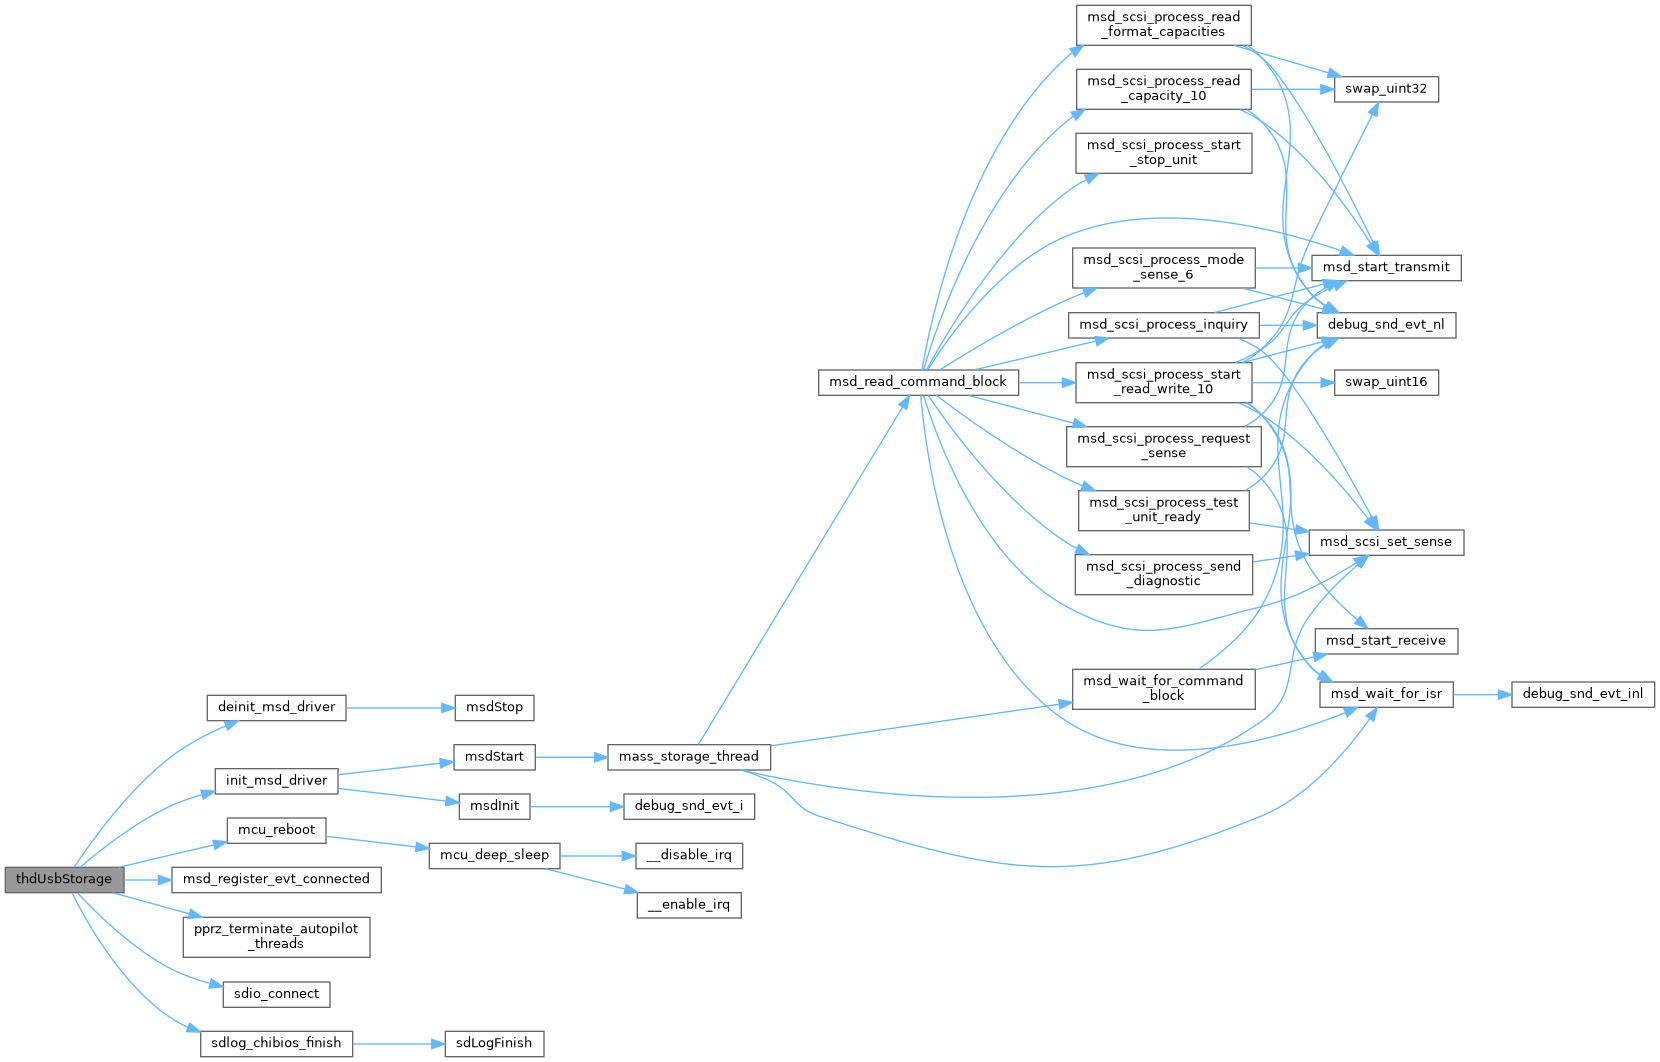 msd_scsi_process_read
_format_capacities
msd_scsi_process_read
_capacity_10
swap_uint32
msd_scsi_process_start
_stop_unit
msd_scsi_process_mode
_sense_6
msd_start_transmit
msd_scsi_process_inquiry
debug_snd_evt_nl
msd_read_command_block
msd_scsi_process_start
_read_write_10
swap_uint16
msd_scsi_process_request
_sense
msd_scsi_process_test
_unit_ready
msd_scsi_set_sense
msd_scsi_process_send
_diagnostic
msd_start_receive
msd_wait_for_command
_block
msd_wait_for_isr
debug_snd_evt_inl
deinit_msd_driver
msdStop
msdStart
mass_storage_thread
init_msd_driver
msdInit
debug_snd_evt_i
mcu_reboot
mcu_deep_sleep
__disable_irq
__enable_irq
thdUsbStorage
msd_register_evt_connected
pprz_terminate_autopilot
_threads
sdio_connect
sdlog_chibios_finish
sdLogFinish